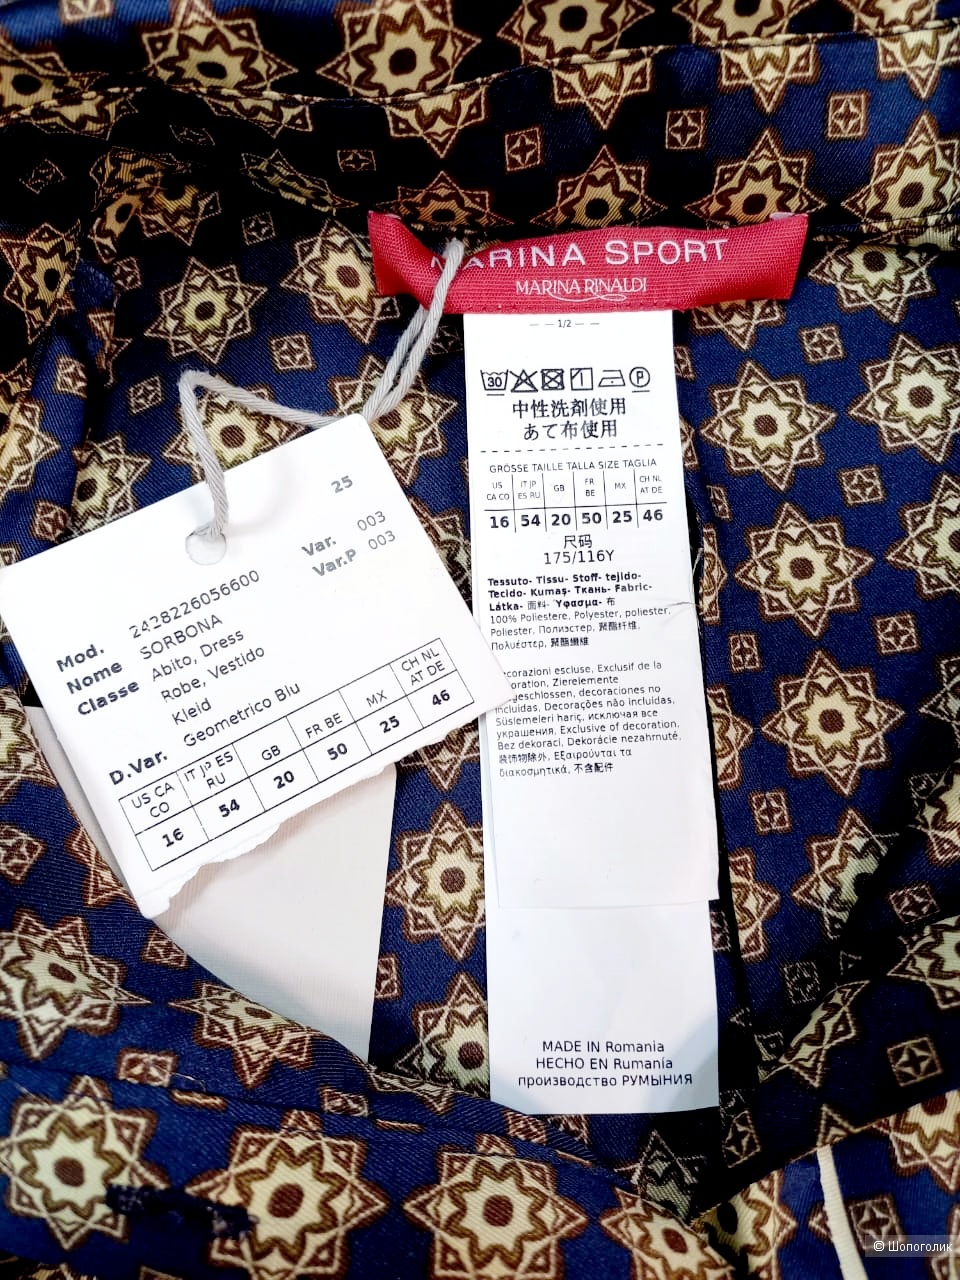 MARINA SPORT
MARINA RINALDI
— — 1/2 — —
30 P
中性洗剤使用
あて布使用
GRÖSSE TAILLE TALLA SIZE TAGLIA
US CA CO IT JP ES RU GB FR BE MX CH NL AT DE
16 54 20 50 25 46
尺码
175/116Y
Tessuto- Tissu- Stoff- tejido-
Tecido- Kumaş- Ткань- Fabric-
Látka- 面料- Ύφασμα- 布
100% Poliestere, Polyester, poliester,
Poliester, Полиэстер, 聚酯纤维,
Πολυέστερ, 聚酯纖維
ecorazioni escluse, Exclusif de la
oration, Zierelemente
geschlossen, decoraciones no
incluidas, Decorações não incluidas,
Süslemeleri hariç, исключая все
украшения, Exclusive of decoration,
Bez dekorací, Dekorácie nezahrnuté,
装饰物除外, Εξαιρούνται τα
διακοσμητικά, 不含配件
MADE IN Romania
HECHO EN Rumanía
производство РУМЫНИЯ
25
Var. 003
Var.P 003
Mod. 2428226056600
Nome SORBONA
Classe Abito, Dress
Robe, Vestido
Kleid
D.Var. Geometrico Blu
US CA CO IT JP ES RU GB FR BE MX CH NL AT DE
16 54 20 50 25 46
© Шопоголик